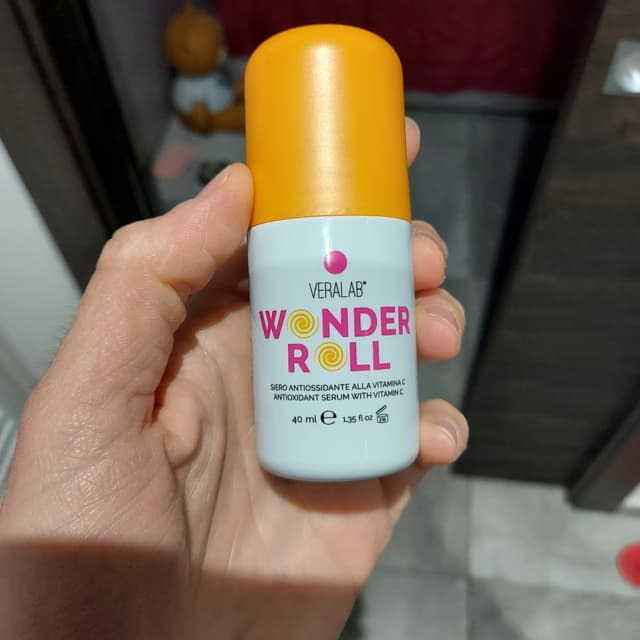 VERALAB®
WONDER
ROLL
SIERO ANTIOSSIDANTE ALLA VITAMINA C
ANTIOXIDANT SERUM WITH VITAMIN C
40 ml ℮ 1.35 fl oz